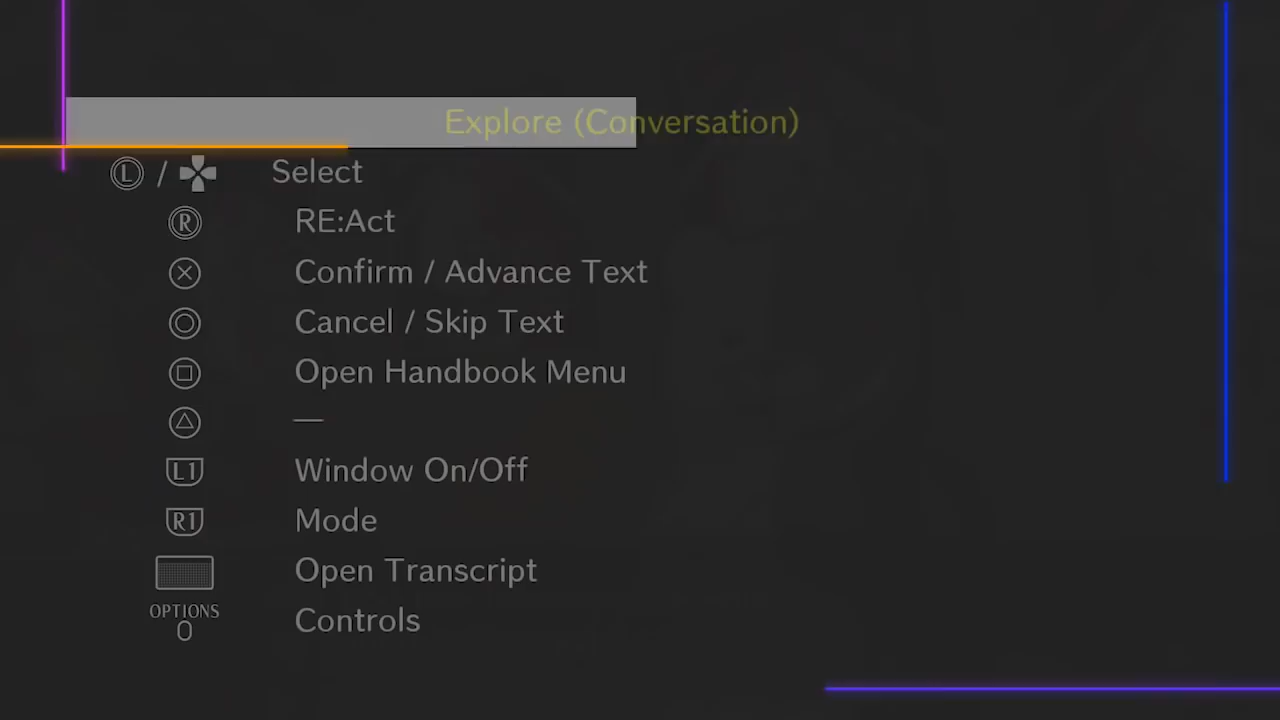 Explore (Conversation)
L / Select
R RE:Act
Confirm / Advance Text
Cancel / Skip Text
Open Handbook Menu
—
L1 Window On/Off
R1 Mode
Open Transcript
OPTIONS Controls